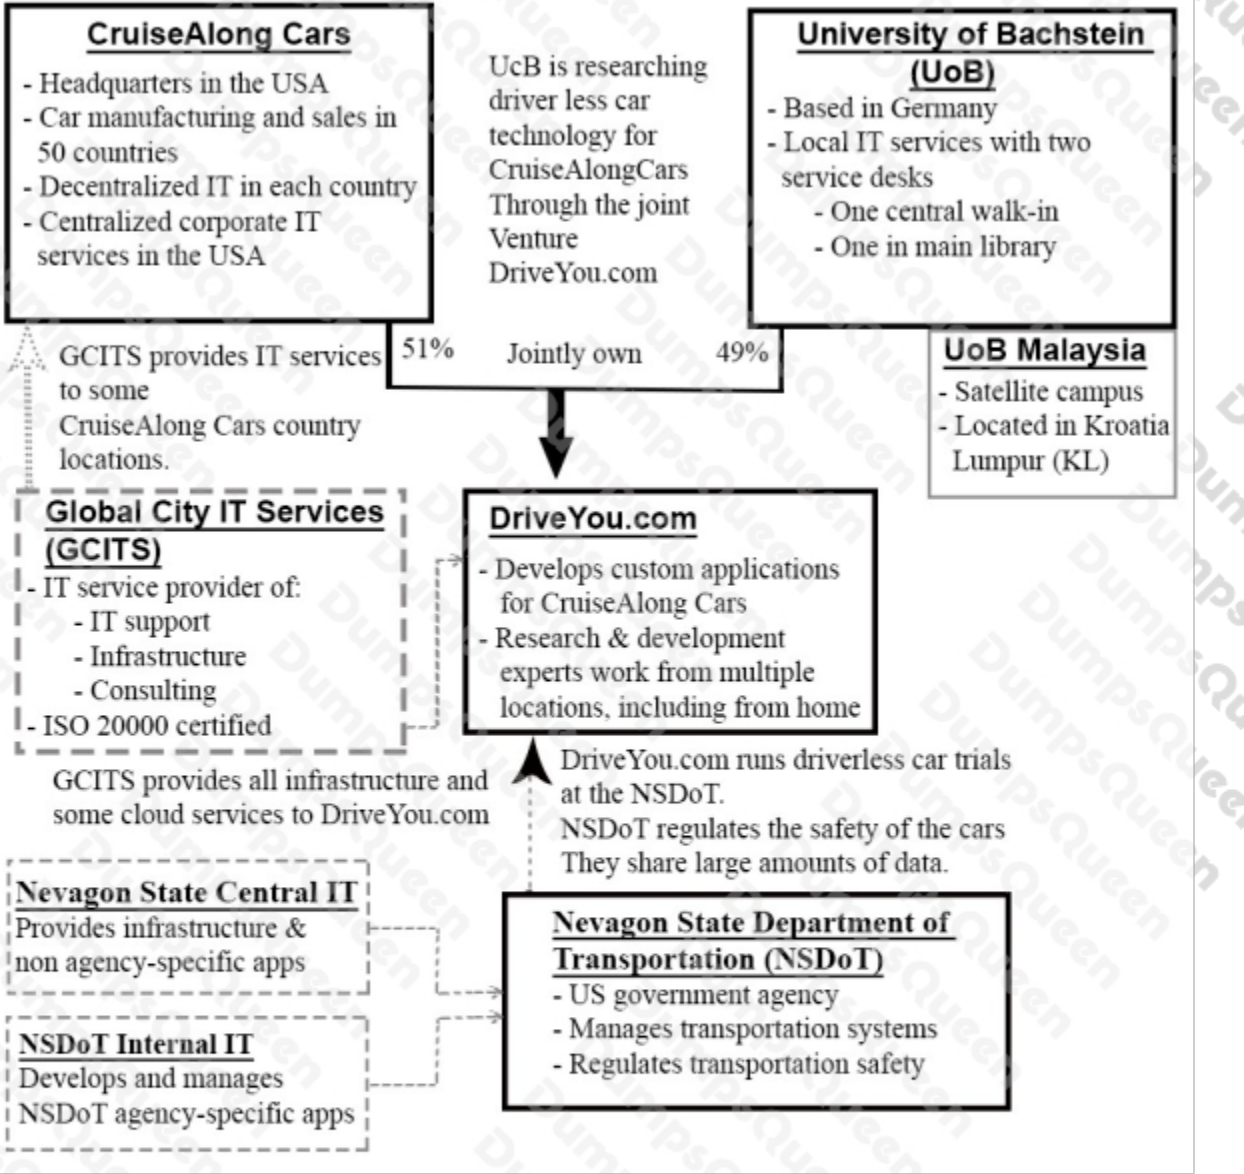 CruiseAlong Cars
- Headquarters in the USA
- Car manufacturing and sales in
50 countries
- Decentralized IT in each country
- Centralized corporate IT
services in the USA
UcB is researching
driver less car
technology for
CruiseAlongCars
Through the joint
Venture
DriveYou.com
University of Bachstein
(UoB)
- Based in Germany
- Local IT services with two
service desks
- One central walk-in
- One in main library
51% Jointly own 49%
UoB Malaysia
- Satellite campus
- Located in Kroatia
Lumpur (KL)
GCITS provides IT services
to some
CruiseAlong Cars country
locations.
Global City IT Services
(GCITS)
- IT service provider of:
- IT support
- Infrastructure
- Consulting
- ISO 20000 certified
DriveYou.com
- Develops custom applications
for CruiseAlong Cars
- Research & development
experts work from multiple
locations, including from home
GCITS provides all infrastructure and
some cloud services to DriveYou.com
DriveYou.com runs driverless car trials
at the NSDoT.
NSDoT regulates the safety of the cars
They share large amounts of data.
Nevagon State Central IT
Provides infrastructure &
non agency-specific apps
NSDoT Internal IT
Develops and manages
NSDoT agency-specific apps
Nevagon State Department of
Transportation (NSDoT)
- US government agency
- Manages transportation systems
- Regulates transportation safety
DumpsQueen